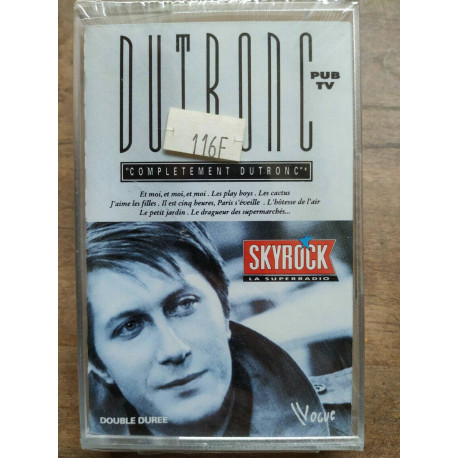 DUTRONC
PUB
TV
116F
"COMPLETEMENT DUTRONC"*
Et moi, et moi, et moi . Les play boys . Les cactus
J'aime les filles . Il est cinq heures, Paris s'éveille . L'hôtesse de l'air
Le petit jardin . Le dragueur des supermarchés...
SKYROCK
LA SUPERRADIO
DOUBLE DUREE
Vogue